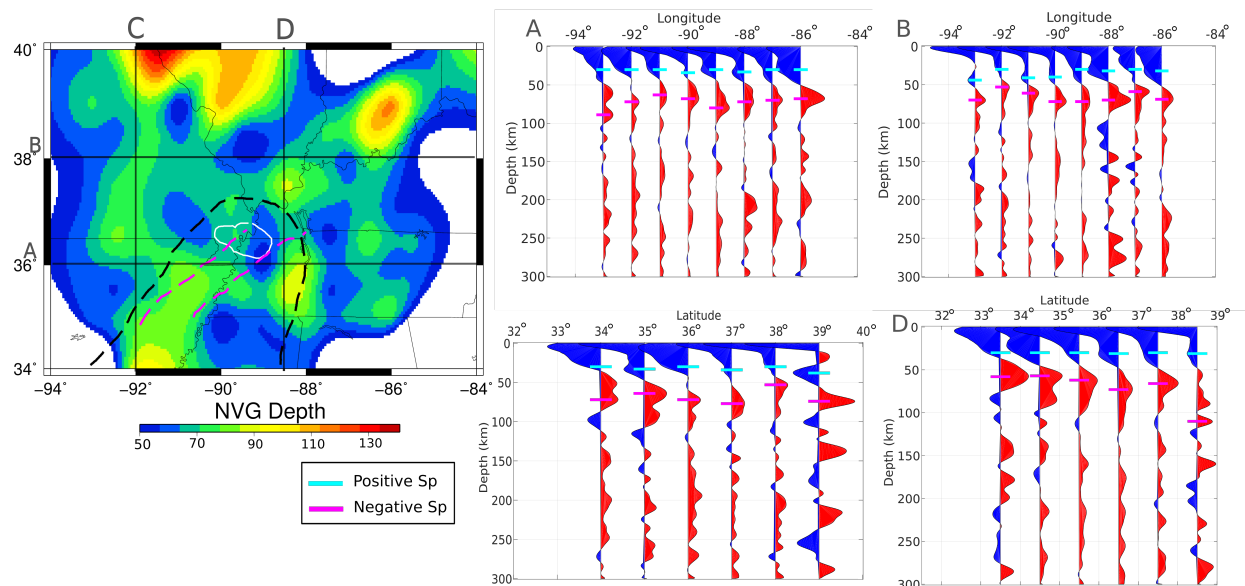 C D
40°
B
38°
A
36°
34°
−94° −92° −90° −88° −86° −84°
NVG Depth
50 70 90 110 130
Positive Sp
Negative Sp
A
Longitude
-94° -92° -90° -88° -86° -84°
Depth (km)
0
50
100
150
200
250
300
B
Longitude
-94° -92° -90° -88° -86° -84°
Depth (km)
0
50
100
150
200
250
300
Latitude
32° 33° 34° 35° 36° 37° 38° 39° 40°
Depth (km)
0
50
100
150
200
250
300
D
Latitude
32° 33° 34° 35° 36° 37° 38° 39°
Depth (km)
0
50
100
150
200
250
300